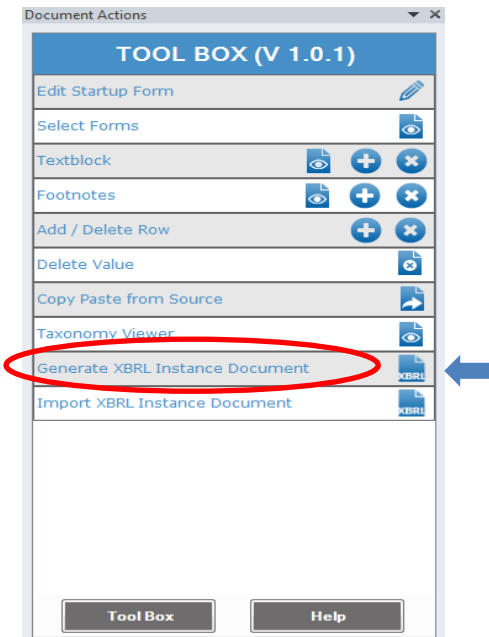 Document Actions
TOOL BOX (V 1.0.1)
Edit Startup Form
Select Forms
Textblock
Footnotes
Add / Delete Row
Delete Value
Copy Paste from Source
Taxonomy Viewer
Generate XBRL Instance Document
XBRL
Import XBRL Instance Document
XBRL
Tool Box
Help